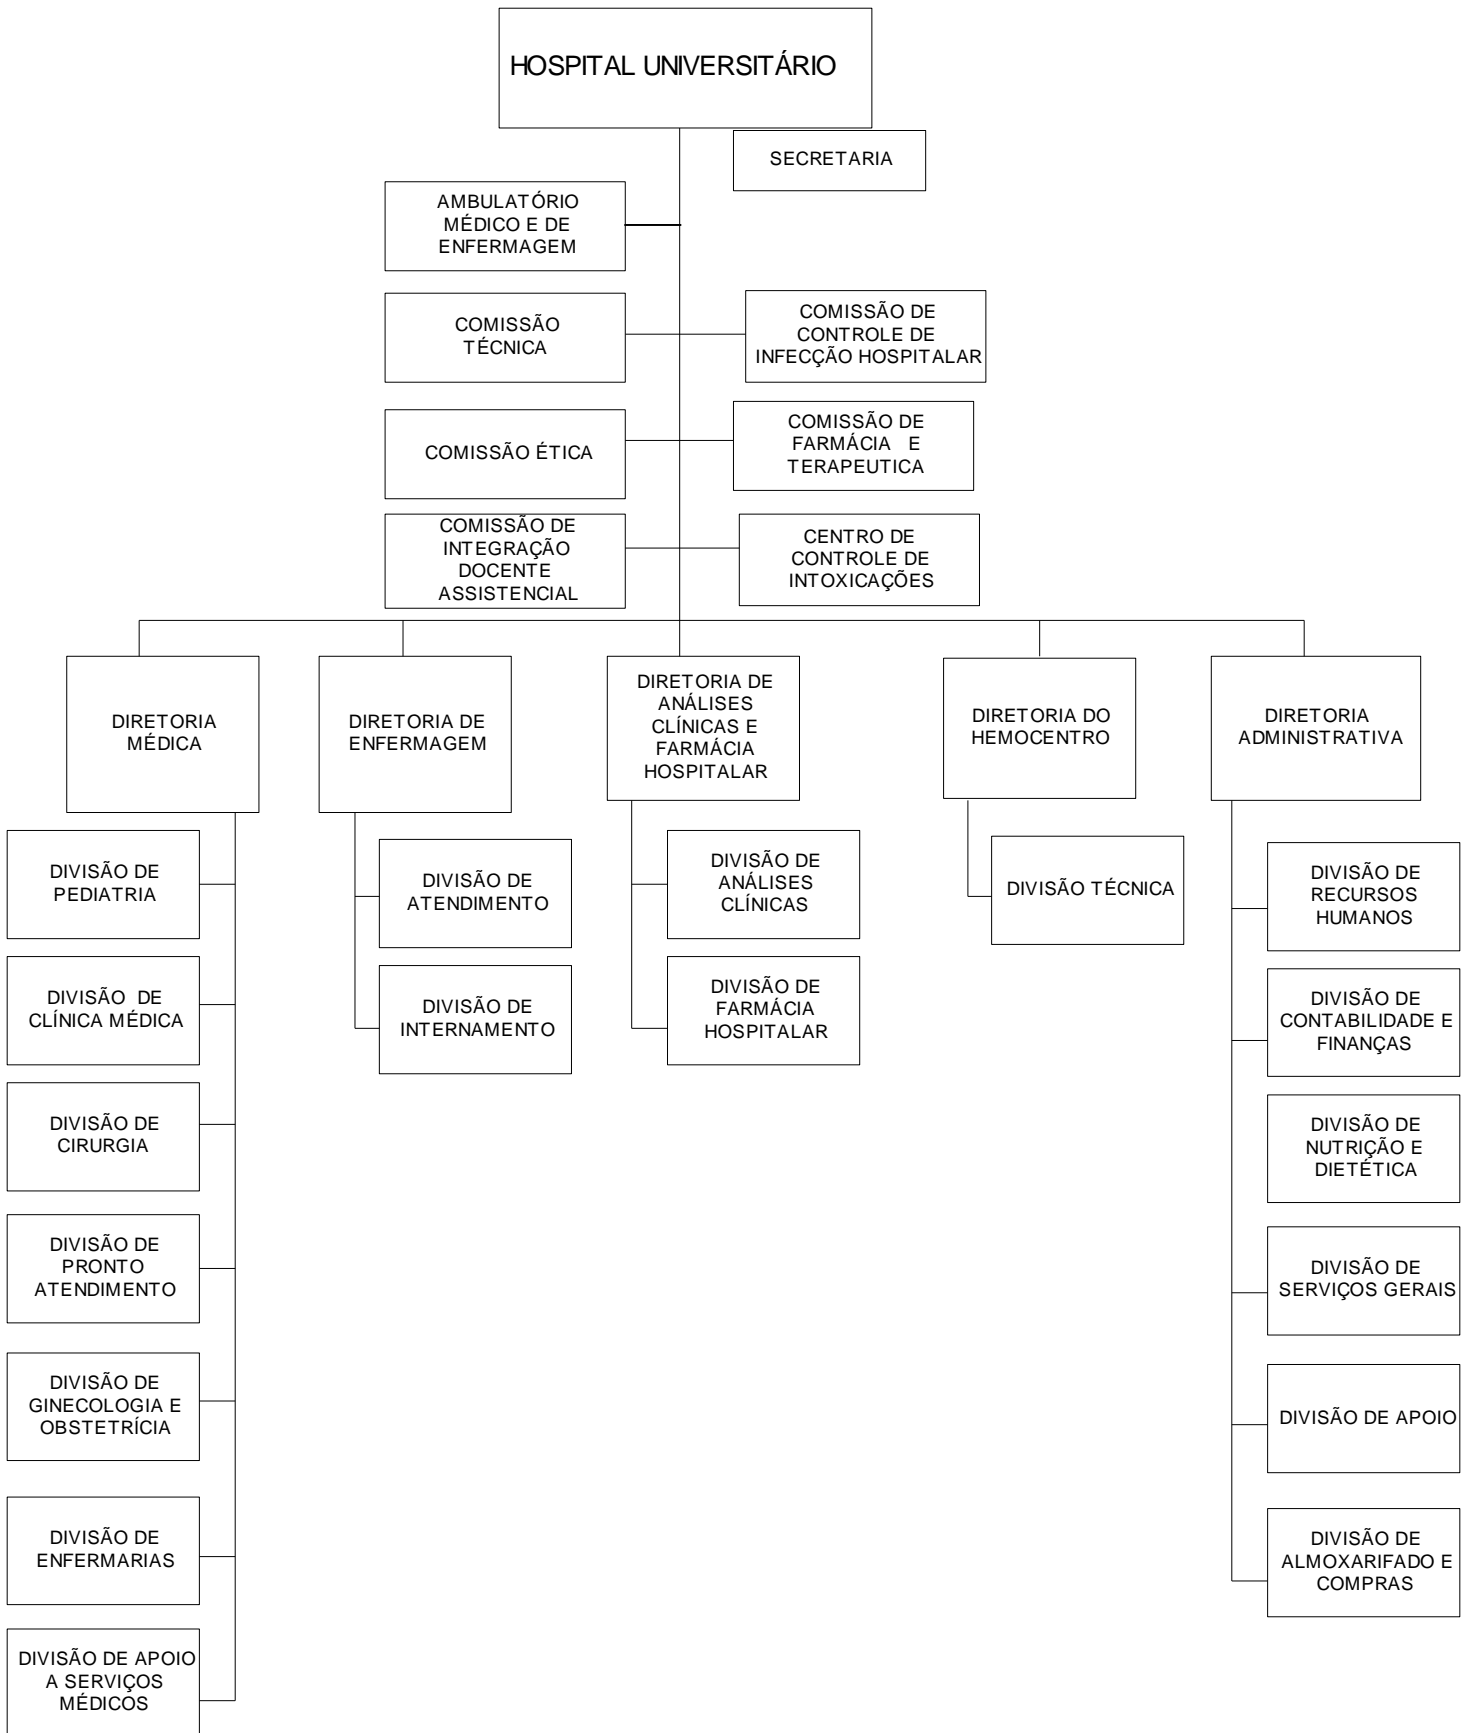 HOSPITAL UNIVERSITÁRIO
SECRETARIA
AMBULATÓRIO
MÉDICO E DE
ENFERMAGEM
COMISSÃO
TÉCNICA
COMISSÃO DE
CONTROLE DE
INFECÇÃO HOSPITALAR
COMISSÃO ÉTICA
COMISSÃO DE
FARMÁCIA E
TERAPEUTICA
COMISSÃO DE
INTEGRAÇÃO
DOCENTE
ASSISTENCIAL
CENTRO DE
CONTROLE DE
INTOXICAÇÕES
DIRETORIA
MÉDICA
DIRETORIA DE
ENFERMAGEM
DIRETORIA DE
ANÁLISES
CLÍNICAS E
FARMÁCIA
HOSPITALAR
DIRETORIA DO
HEMOCENTRO
DIRETORIA
ADMINISTRATIVA
DIVISÃO DE
PEDIATRIA
DIVISÃO DE
CLÍNICA MÉDICA
DIVISÃO DE
CIRURGIA
DIVISÃO DE
PRONTO
ATENDIMENTO
DIVISÃO DE
GINECOLOGIA E
OBSTETRÍCIA
DIVISÃO DE
ENFERMARIAS
DIVISÃO DE APOIO
A SERVIÇOS
MÉDICOS
DIVISÃO DE
ATENDIMENTO
DIVISÃO DE
INTERNAMENTO
DIVISÃO DE
ANÁLISES
CLÍNICAS
DIVISÃO DE
FARMÁCIA
HOSPITALAR
DIVISÃO TÉCNICA
DIVISÃO DE
RECURSOS
HUMANOS
DIVISÃO DE
CONTABILIDADE E
FINANÇAS
DIVISÃO DE
NUTRIÇÃO E
DIETÉTICA
DIVISÃO DE
SERVIÇOS GERAIS
DIVISÃO DE APOIO
DIVISÃO DE
ALMOXARIFADO E
COMPRAS